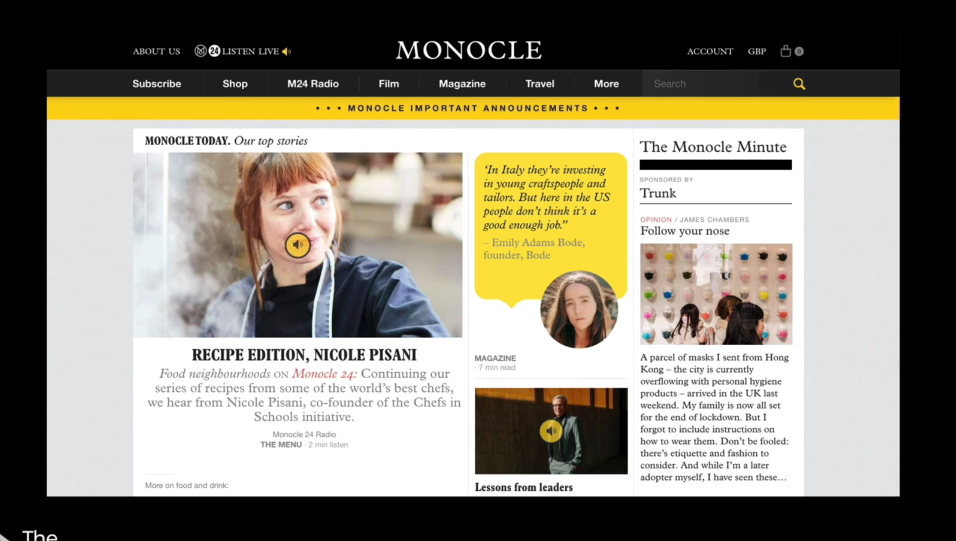 ABOUT US
24 LISTEN LIVE
MONOCLE
ACCOUNT
GBP
0
Subscribe
Shop
M24 Radio
Film
Magazine
Travel
More
Search
• • • MONOCLE IMPORTANT ANNOUNCEMENTS • • •
MONOCLE TODAY. Our top stories
RECIPE EDITION, NICOLE PISANI
Food neighbourhoods ON Monocle 24: Continuing our
series of recipes from some of the world's best chefs,
we hear from Nicole Pisani, co-founder of the Chefs in
Schools initiative.
Monocle 24 Radio
THE MENU · 2 min listen
More on food and drink:
‘In Italy they’re investing
in young craftspeople and
tailors. But here in the US
people don’t think it’s a
good enough job.”
– Emily Adams Bode,
founder, Bode
MAGAZINE
· 7 min read
Lessons from leaders
The Monocle Minute
SPONSORED BY
Trunk
OPINION / JAMES CHAMBERS
Follow your nose
A parcel of masks I sent from Hong
Kong – the city is currently
overflowing with personal hygiene
products – arrived in the UK last
weekend. My family is now all set
for the end of lockdown. But I
forgot to include instructions on
how to wear them. Don’t be fooled:
there’s etiquette and fashion to
consider. And while I’m a later
adopter myself, I have seen these…
The